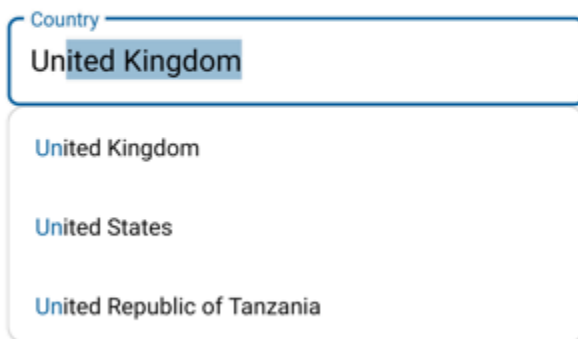 Country
United Kingdom
United Kingdom
United States
United Republic of Tanzania